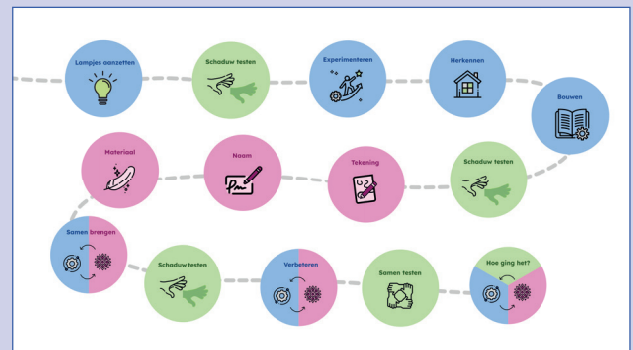 Lampjes aanzetten
Schaduw testen
Experimenteren
Herkennen
Bouwen
Schaduw testen
Tekening
Naam
Materiaal
Samen brengen
Schaduwtesten
Verbeteren
Samen testen
Hoe ging het?